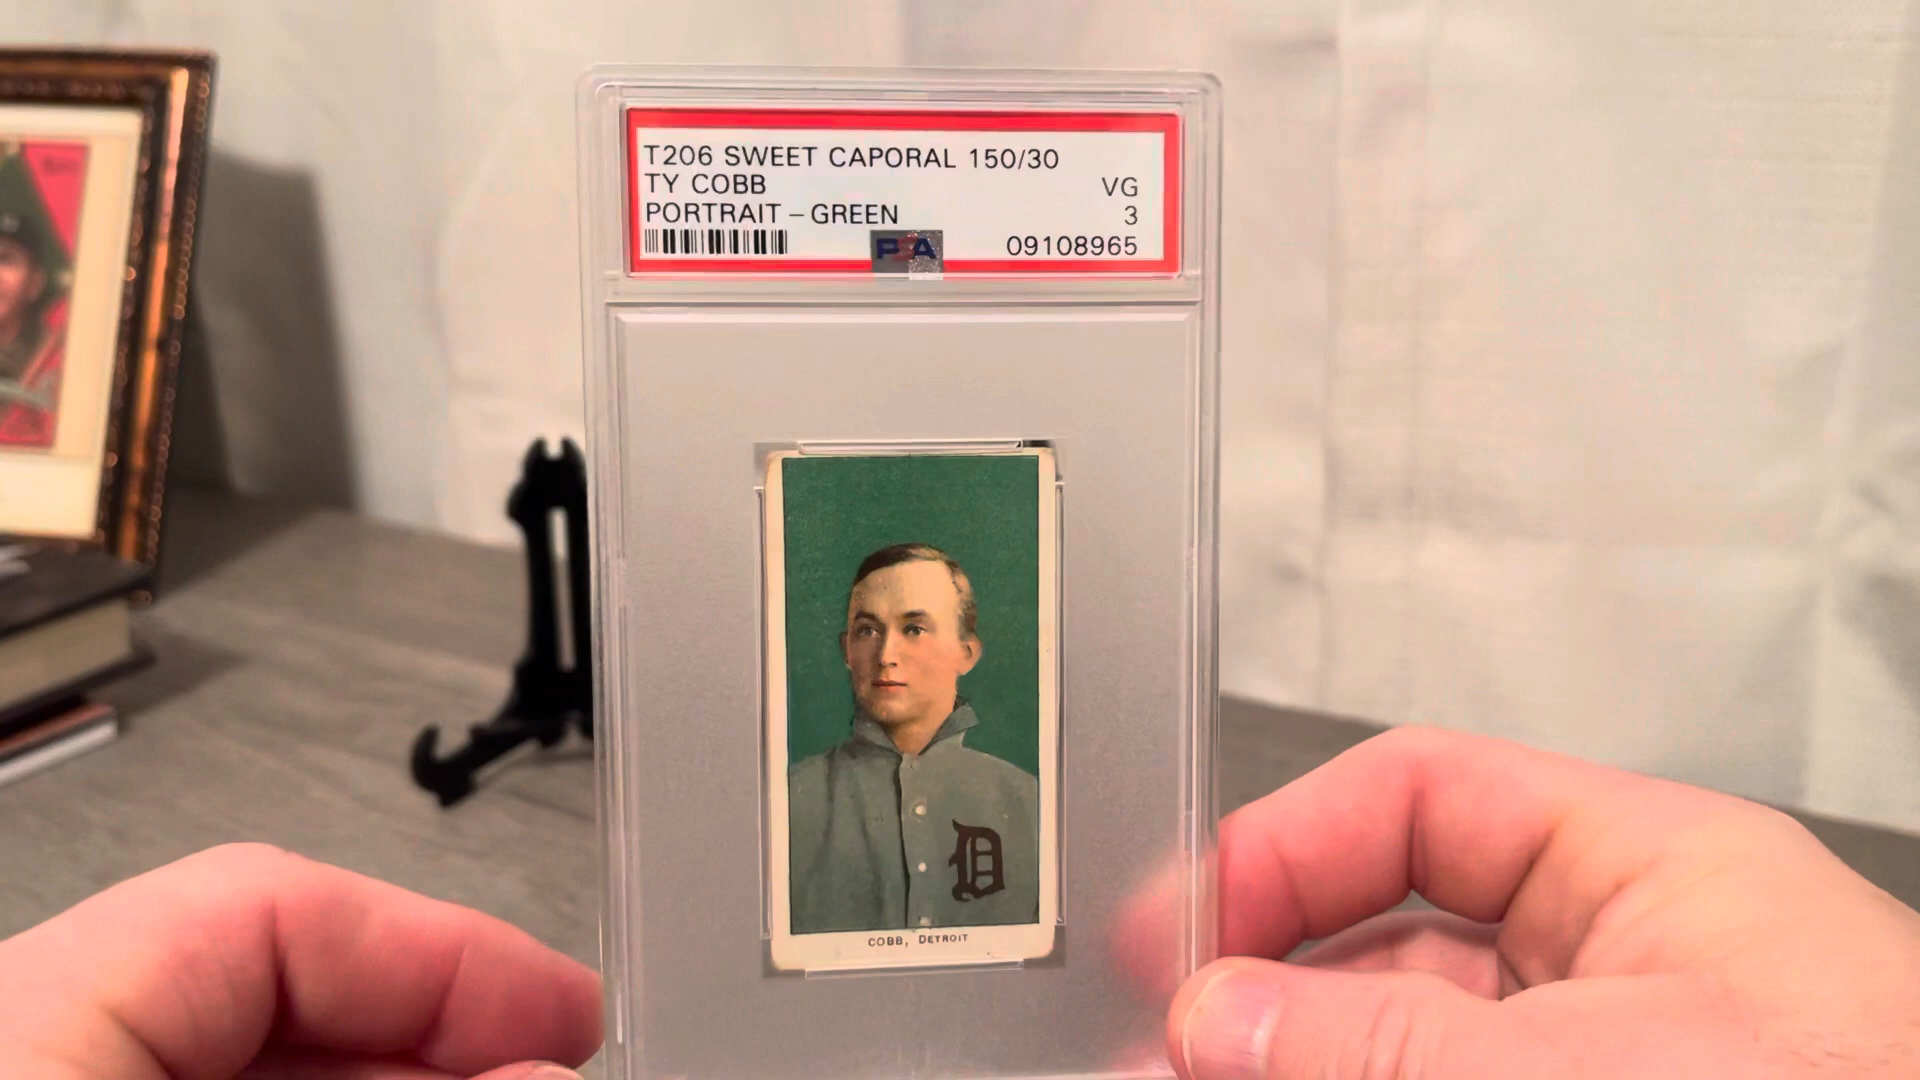 T206 SWEET CAPORAL 150/30
TY COBB VG
PORTRAIT – GREEN 3
PSA 09108965
COBB, DETROIT